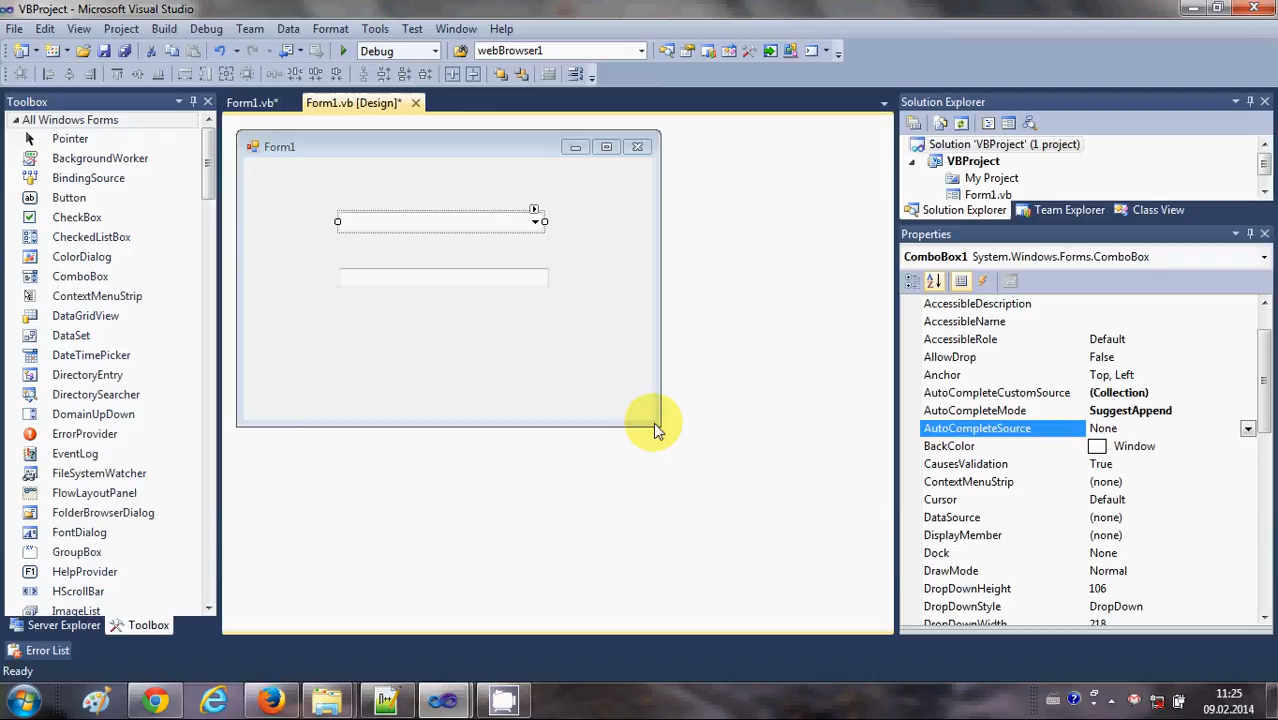 VBProject - Microsoft Visual Studio
File Edit View Project Build Debug Team Data Format Tools Test Window Help
Debug webBrowser1
Toolbox
All Windows Forms
Pointer
BackgroundWorker
BindingSource
Button
CheckBox
CheckedListBox
ColorDialog
ComboBox
ContextMenuStrip
DataGridView
DataSet
DateTimePicker
DirectoryEntry
DirectorySearcher
DomainUpDown
ErrorProvider
EventLog
FileSystemWatcher
FlowLayoutPanel
FolderBrowserDialog
FontDialog
GroupBox
HelpProvider
HScrollBar
ImageList
Server Explorer Toolbox
Form1.vb* Form1.vb [Design]*
Form1
Solution Explorer
Solution 'VBProject' (1 project)
VBProject
My Project
Form1.vb
Solution Explorer Team Explorer Class View
Properties
ComboBox1 System.Windows.Forms.ComboBox
AccessibleDescription
AccessibleName
AccessibleRole Default
AllowDrop False
Anchor Top, Left
AutoCompleteCustomSource (Collection)
AutoCompleteMode SuggestAppend
AutoCompleteSource None
BackColor Window
CausesValidation True
ContextMenuStrip (none)
Cursor Default
DataSource (none)
DisplayMember (none)
Dock None
DrawMode Normal
DropDownHeight 106
DropDownStyle DropDown
DropDownWidth 218
Error List
Ready
11:25
09.02.2014